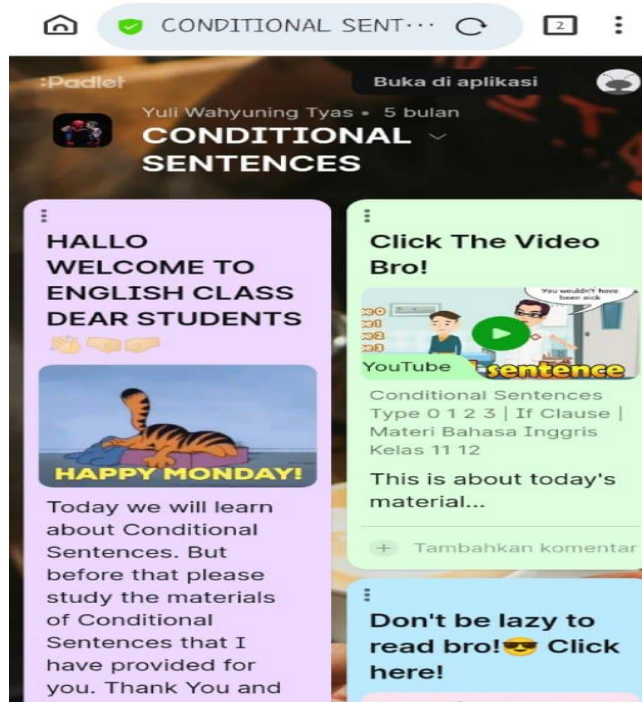 CONDITIONAL SENT...
2
:Padlet
Buka di aplikasi
Yuli Wahyuning Tyas • 5 bulan
CONDITIONAL
SENTENCES
HALLO
WELCOME TO
ENGLISH CLASS
DEAR STUDENTS
HAPPY MONDAY!
Today we will learn
about Conditional
Sentences. But
before that please
study the materials
of Conditional
Sentences that I
have provided for
you. Thank You and
Click The Video
Bro!
You wouldn't have
been sick
YouTube
sentence
Conditional Sentences
Type 0 1 2 3 | If Clause |
Materi Bahasa Inggris
Kelas 11 12
This is about today's
material...
+ Tambahkan komentar
Don't be lazy to
read bro!😎 Click
here!